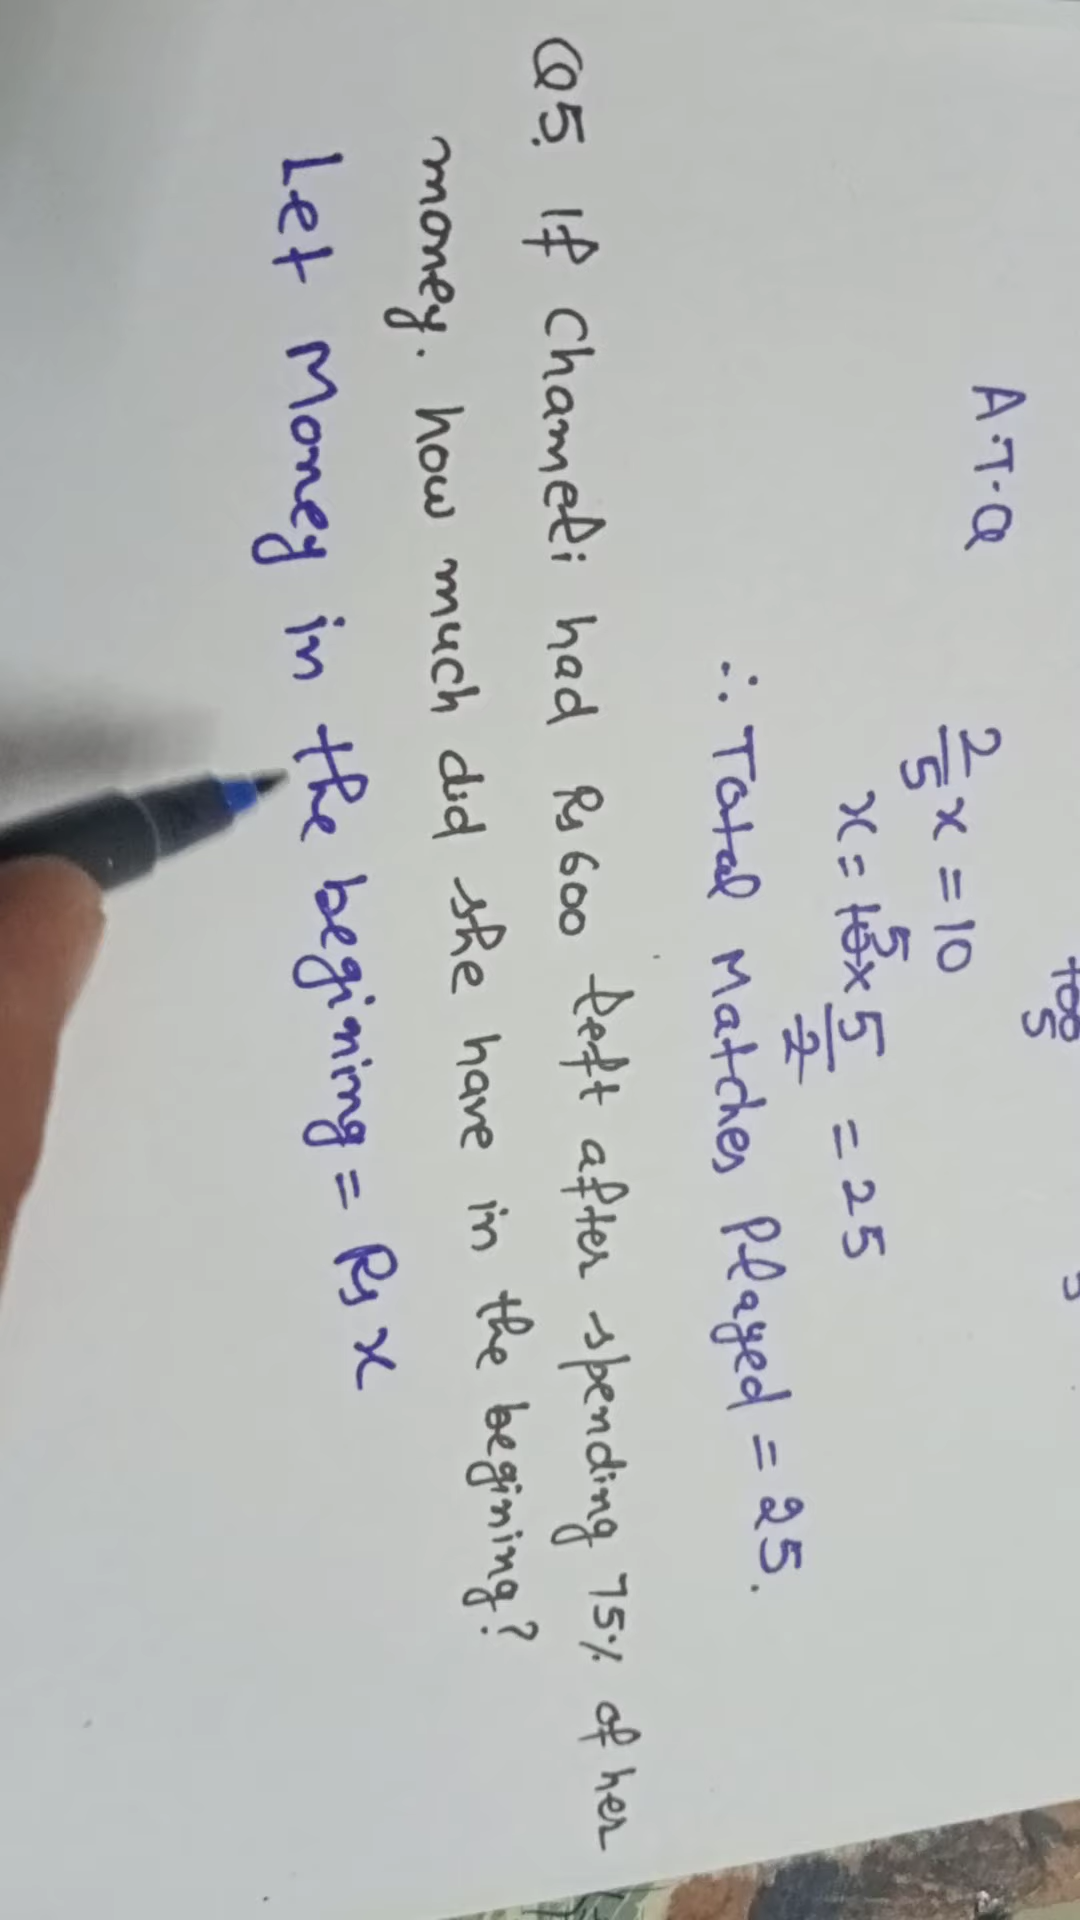 A.T.Q
2/5 x = 10
x = 10 5 × 5/2 = 25
∴ Total Matches Played = 25.
Q5. If Chameli had Rs 600 left after spending 75% of her
money. how much did she have in the begining?
Let Money in the begining = Rs x